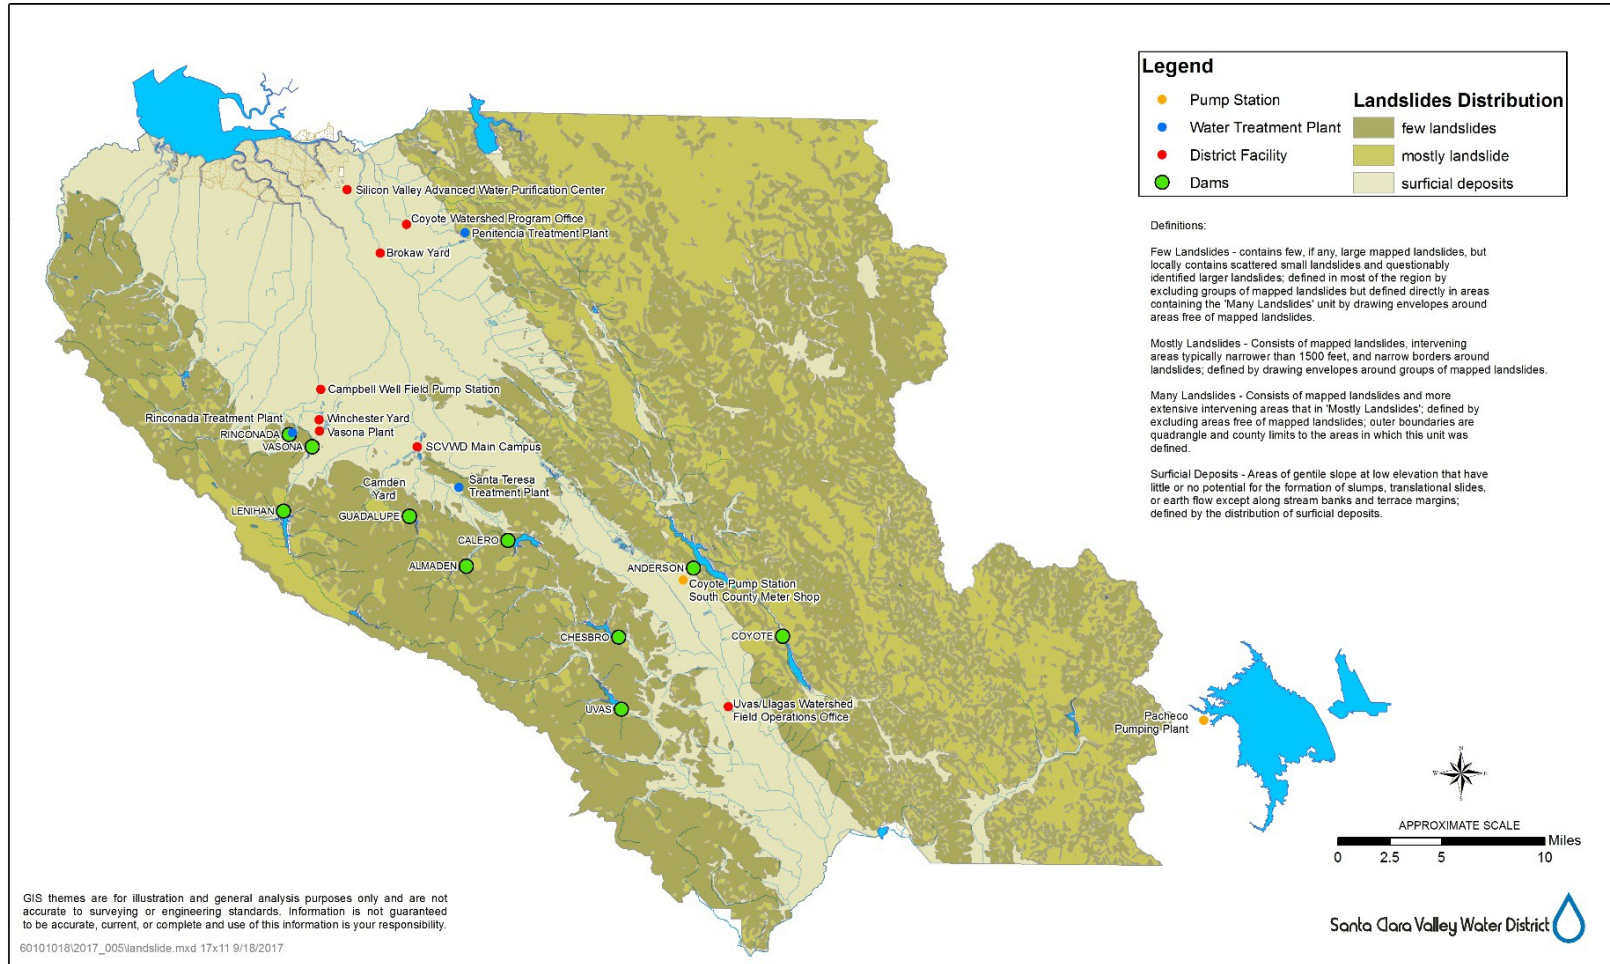 Legend
Pump Station
Water Treatment Plant
District Facility
Dams
Landslides Distribution
few landslides
mostly landslide
surficial deposits
Definitions:
Few Landslides - contains few, if any, large mapped landslides, but
locally contains scattered small landslides and questionably
identified larger landslides; defined in most of the region by
excluding groups of mapped landslides but defined directly in areas
containing the 'Many Landslides' unit by drawing envelopes around
areas free of mapped landslides.
Mostly Landslides - Consists of mapped landslides, intervening
areas typically narrower than 1500 feet, and narrow borders around
landslides; defined by drawing envelopes around groups of mapped landslides.
Many Landslides - Consists of mapped landslides and more
extensive intervening areas that in 'Mostly Landslides'; defined by
excluding areas free of mapped landslides; outer boundaries are
quadrangle and county limits to the areas in which this unit was
defined.
Surficial Deposits - Areas of gentile slope at low elevation that have
little or no potential for the formation of slumps, translational slides,
or earth flow except along stream banks and terrace margins;
defined by the distribution of surficial deposits.
Silicon Valley Advanced Water Purification Center
Coyote Watershed Program Office
Penitencia Treatment Plant
Brokaw Yard
Campbell Well Field Pump Station
Rinconada Treatment Plant
Winchester Yard
RINCONADA
Vasona Plant
VASONA
SCVWD Main Campus
Camden
Yard
Santa Teresa
Treatment Plant
LENIHAN
GUADALUPE
CALERO
ALMADEN
ANDERSON
Coyote Pump Station
South County Meter Shop
CHESBRO
COYOTE
UVAS
Uvas/Llagas Watershed
Field Operations Office
Pacheco
Pumping Plant
N
W
E
S
APPROXIMATE SCALE
Miles
0 2.5 5 10
GIS themes are for illustration and general analysis purposes only and are not
accurate to surveying or engineering standards. Information is not guaranteed
to be accurate, current, or complete and use of this information is your responsibility.
60101018\2017_005\landslide.mxd 17x11 9/18/2017
Santa Clara Valley Water District